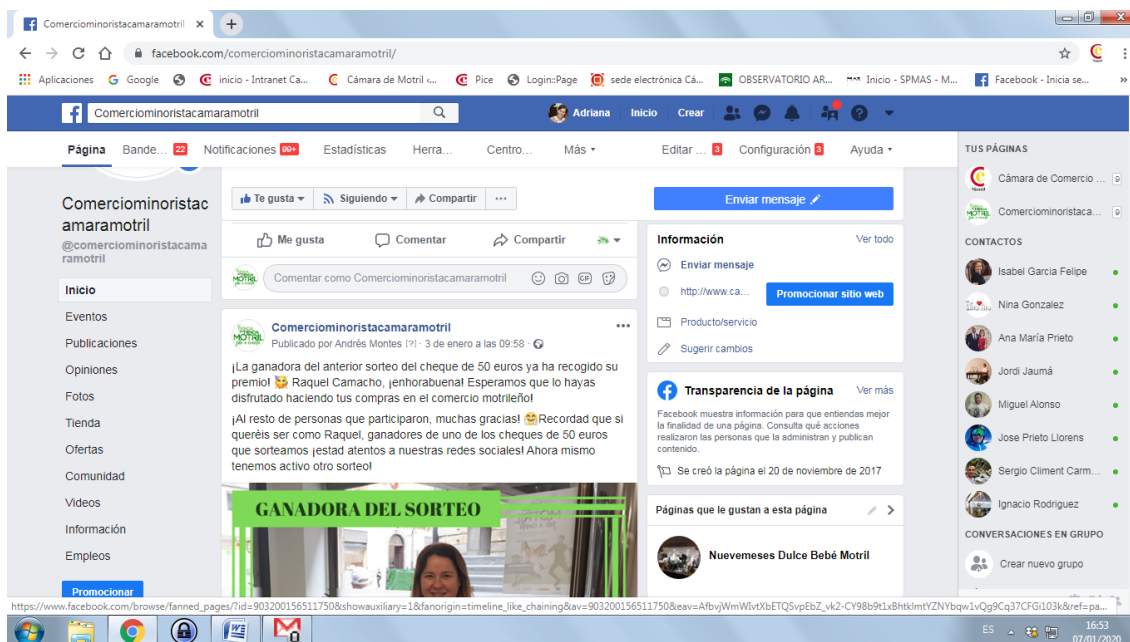 Comerciominoristacamaramotril
facebook.com/comerciominoristacamaramotril/
Aplicaciones Google inicio - Intranet Ca... Cámara de Motril ‹... Pice Login::Page sede electrónica Cá... OBSERVATORIO AR... Inicio - SPMAS - M... Facebook - Inicia se... »
Comerciominoristacamaramotril Adriana Inicio Crear
Página Bande... 22 Notificaciones 99+ Estadísticas Herra... Centro... Más Editar ... 3 Configuración 3 Ayuda
Comerciominoristac
amaramotril
@comerciominoristacama
ramotril
Inicio
Eventos
Publicaciones
Opiniones
Fotos
Tienda
Ofertas
Comunidad
Videos
Información
Empleos
Promocionar
Te gusta Siguiendo Compartir ...
Me gusta Comentar Compartir
Comentar como Comerciominoristacamaramotril GIF
Comerciominoristacamaramotril ...
Publicado por Andrés Montes [?] · 3 de enero a las 09:58 ·
¡La ganadora del anterior sorteo del cheque de 50 euros ya ha recogido su
premio! Raquel Camacho, ¡enhorabuena! Esperamos que lo hayas
disfrutado haciendo tus compras en el comercio motrileño!
¡Al resto de personas que participaron, muchas gracias! Recordad que si
queréis ser como Raquel, ganadores de uno de los cheques de 50 euros
que sorteamos ¡estad atentos a nuestras redes sociales! Ahora mismo
tenemos activo otro sorteo!
GANADORA DEL SORTEO
Enviar mensaje
Información Ver todo
Enviar mensaje
http://www.ca... Promocionar sitio web
Producto/servicio
Sugerir cambios
Transparencia de la página Ver más
Facebook muestra información para que entiendas mejor
la finalidad de una página. Consulta qué acciones
realizaron las personas que la administran y publican
contenido.
Se creó la página el 20 de noviembre de 2017
Páginas que le gustan a esta página
Nuevemeses Dulce Bebé Motril
TUS PÁGINAS
Cámara de Comercio ... 9
Comerciominoristaca... 9
CONTACTOS
Isabel Garcia Felipe
Nina Gonzalez
Ana María Prieto
Jordi Jaumá
Miguel Alonso
Jose Prieto Llorens
Sergio Climent Carm...
Ignacio Rodriguez
CONVERSACIONES EN GRUPO
Crear nuevo grupo
ES 16:53
07/01/2020